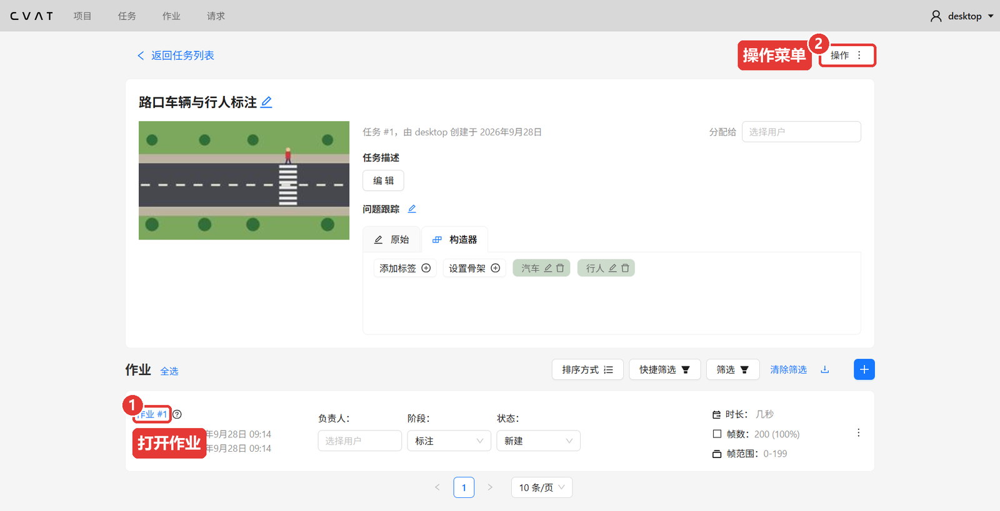 CVAT 项目 任务 作业 请求 desktop
返回任务列表
操作菜单 2 操作
路口车辆与行人标注
任务 #1，由 desktop 创建于 2026年9月28日 分配给 选择用户
任务描述
编 辑
问题跟踪
原始 构造器
添加标签 设置骨架 汽车 行人
作业 全选 排序方式 快捷筛选 筛选 清除筛选
1 作业 #1
负责人： 阶段： 状态：
时长： 几秒
打开作业
年9月28日 09:14
年9月28日 09:14
选择用户 标注 新建
帧数：200 (100%)
帧范围：0-199
1 10 条/页